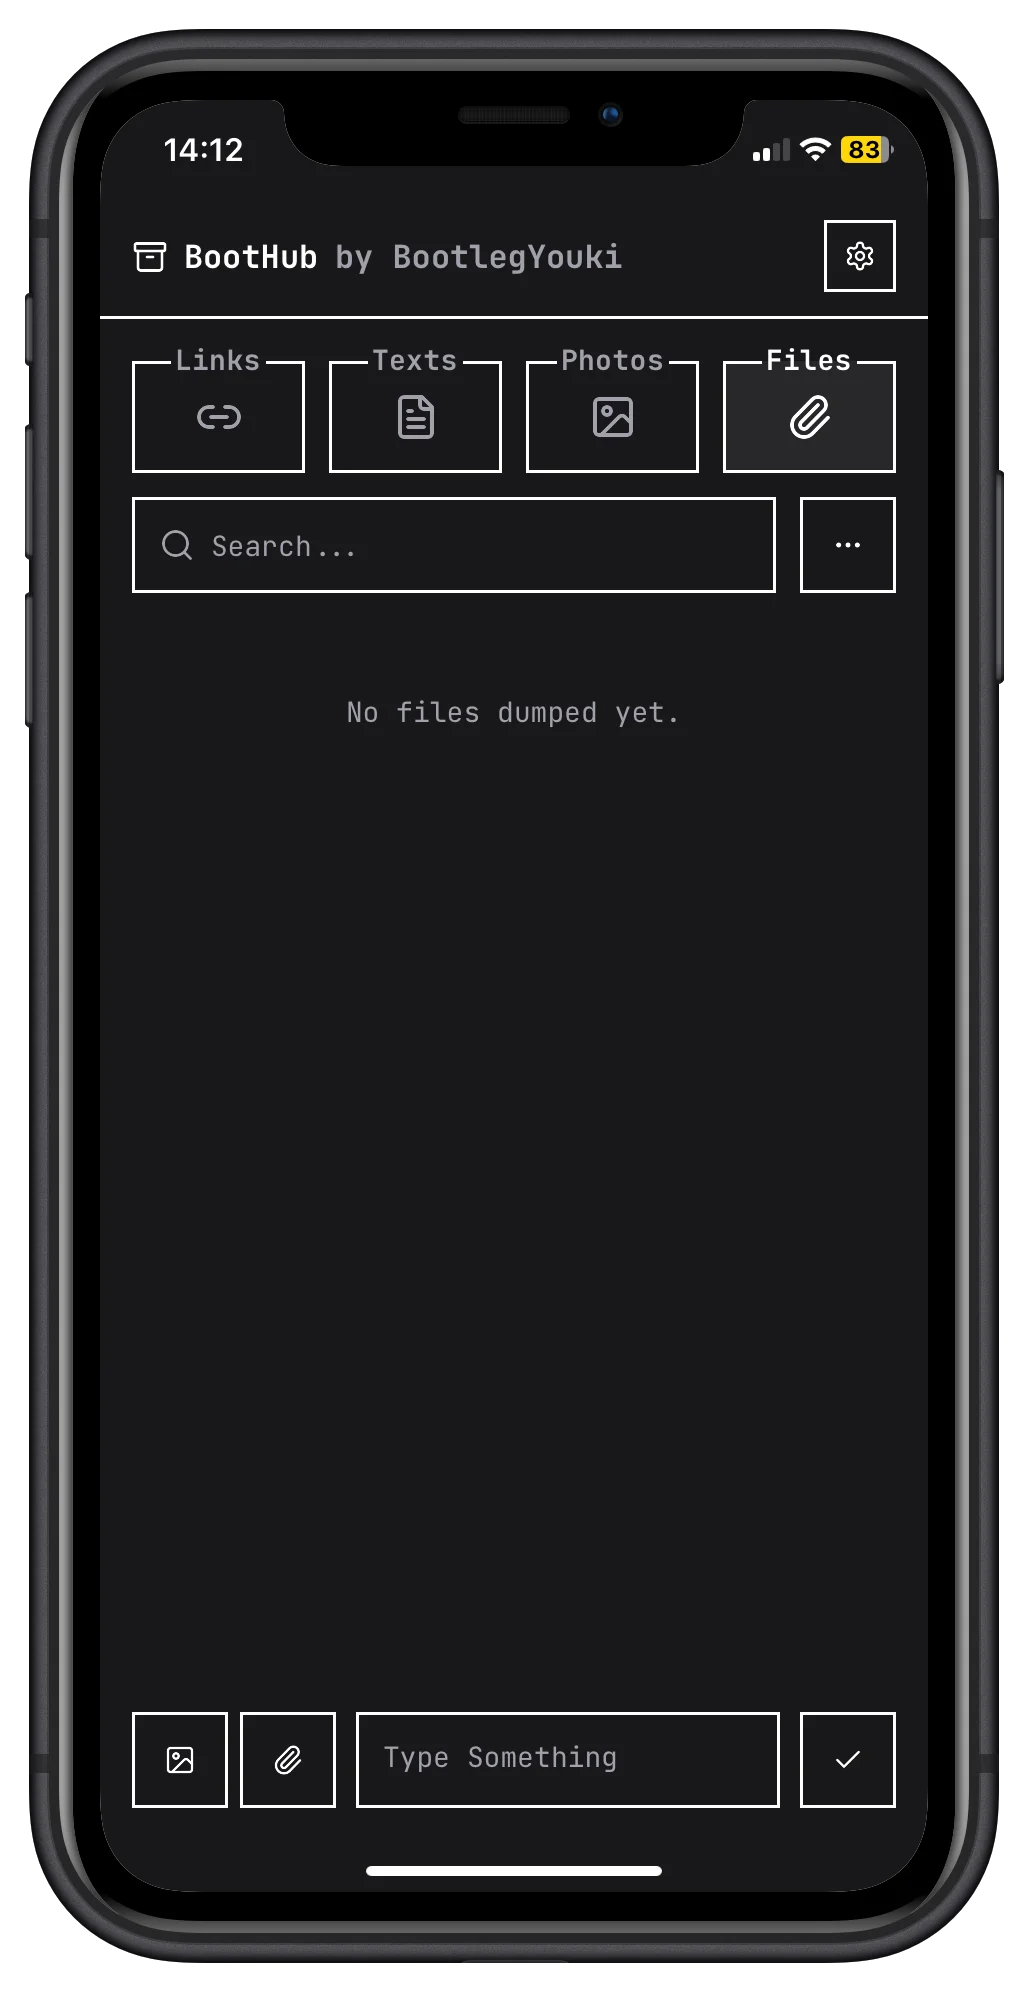 14:12
83
BootHub by BootlegYouki
Links
Texts
Photos
Files
Search...
No files dumped yet.
Type Something